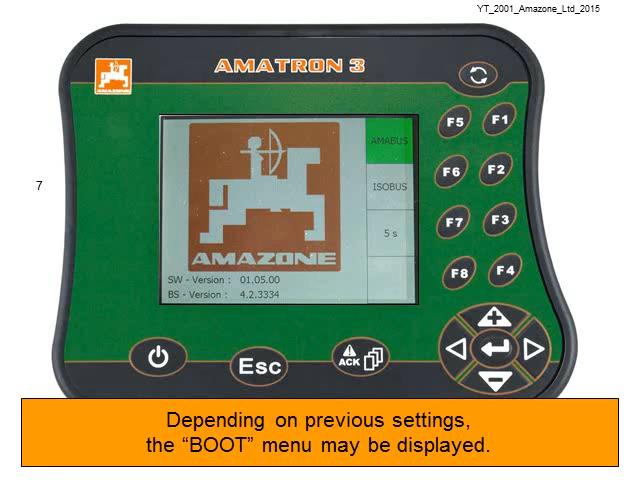 YT_2001_Amazone_Ltd_2015
AMAZONE
AMATRON 3
F5 F1
AMABUS
F6 F2
7
ISOBUS
F7 F3
5 s
AMAZONE
F8 F4
SW - Version : 01.05.00
BS - Version : 4.2.3334
Esc
ACK
Depending on previous settings,
the “BOOT” menu may be displayed.